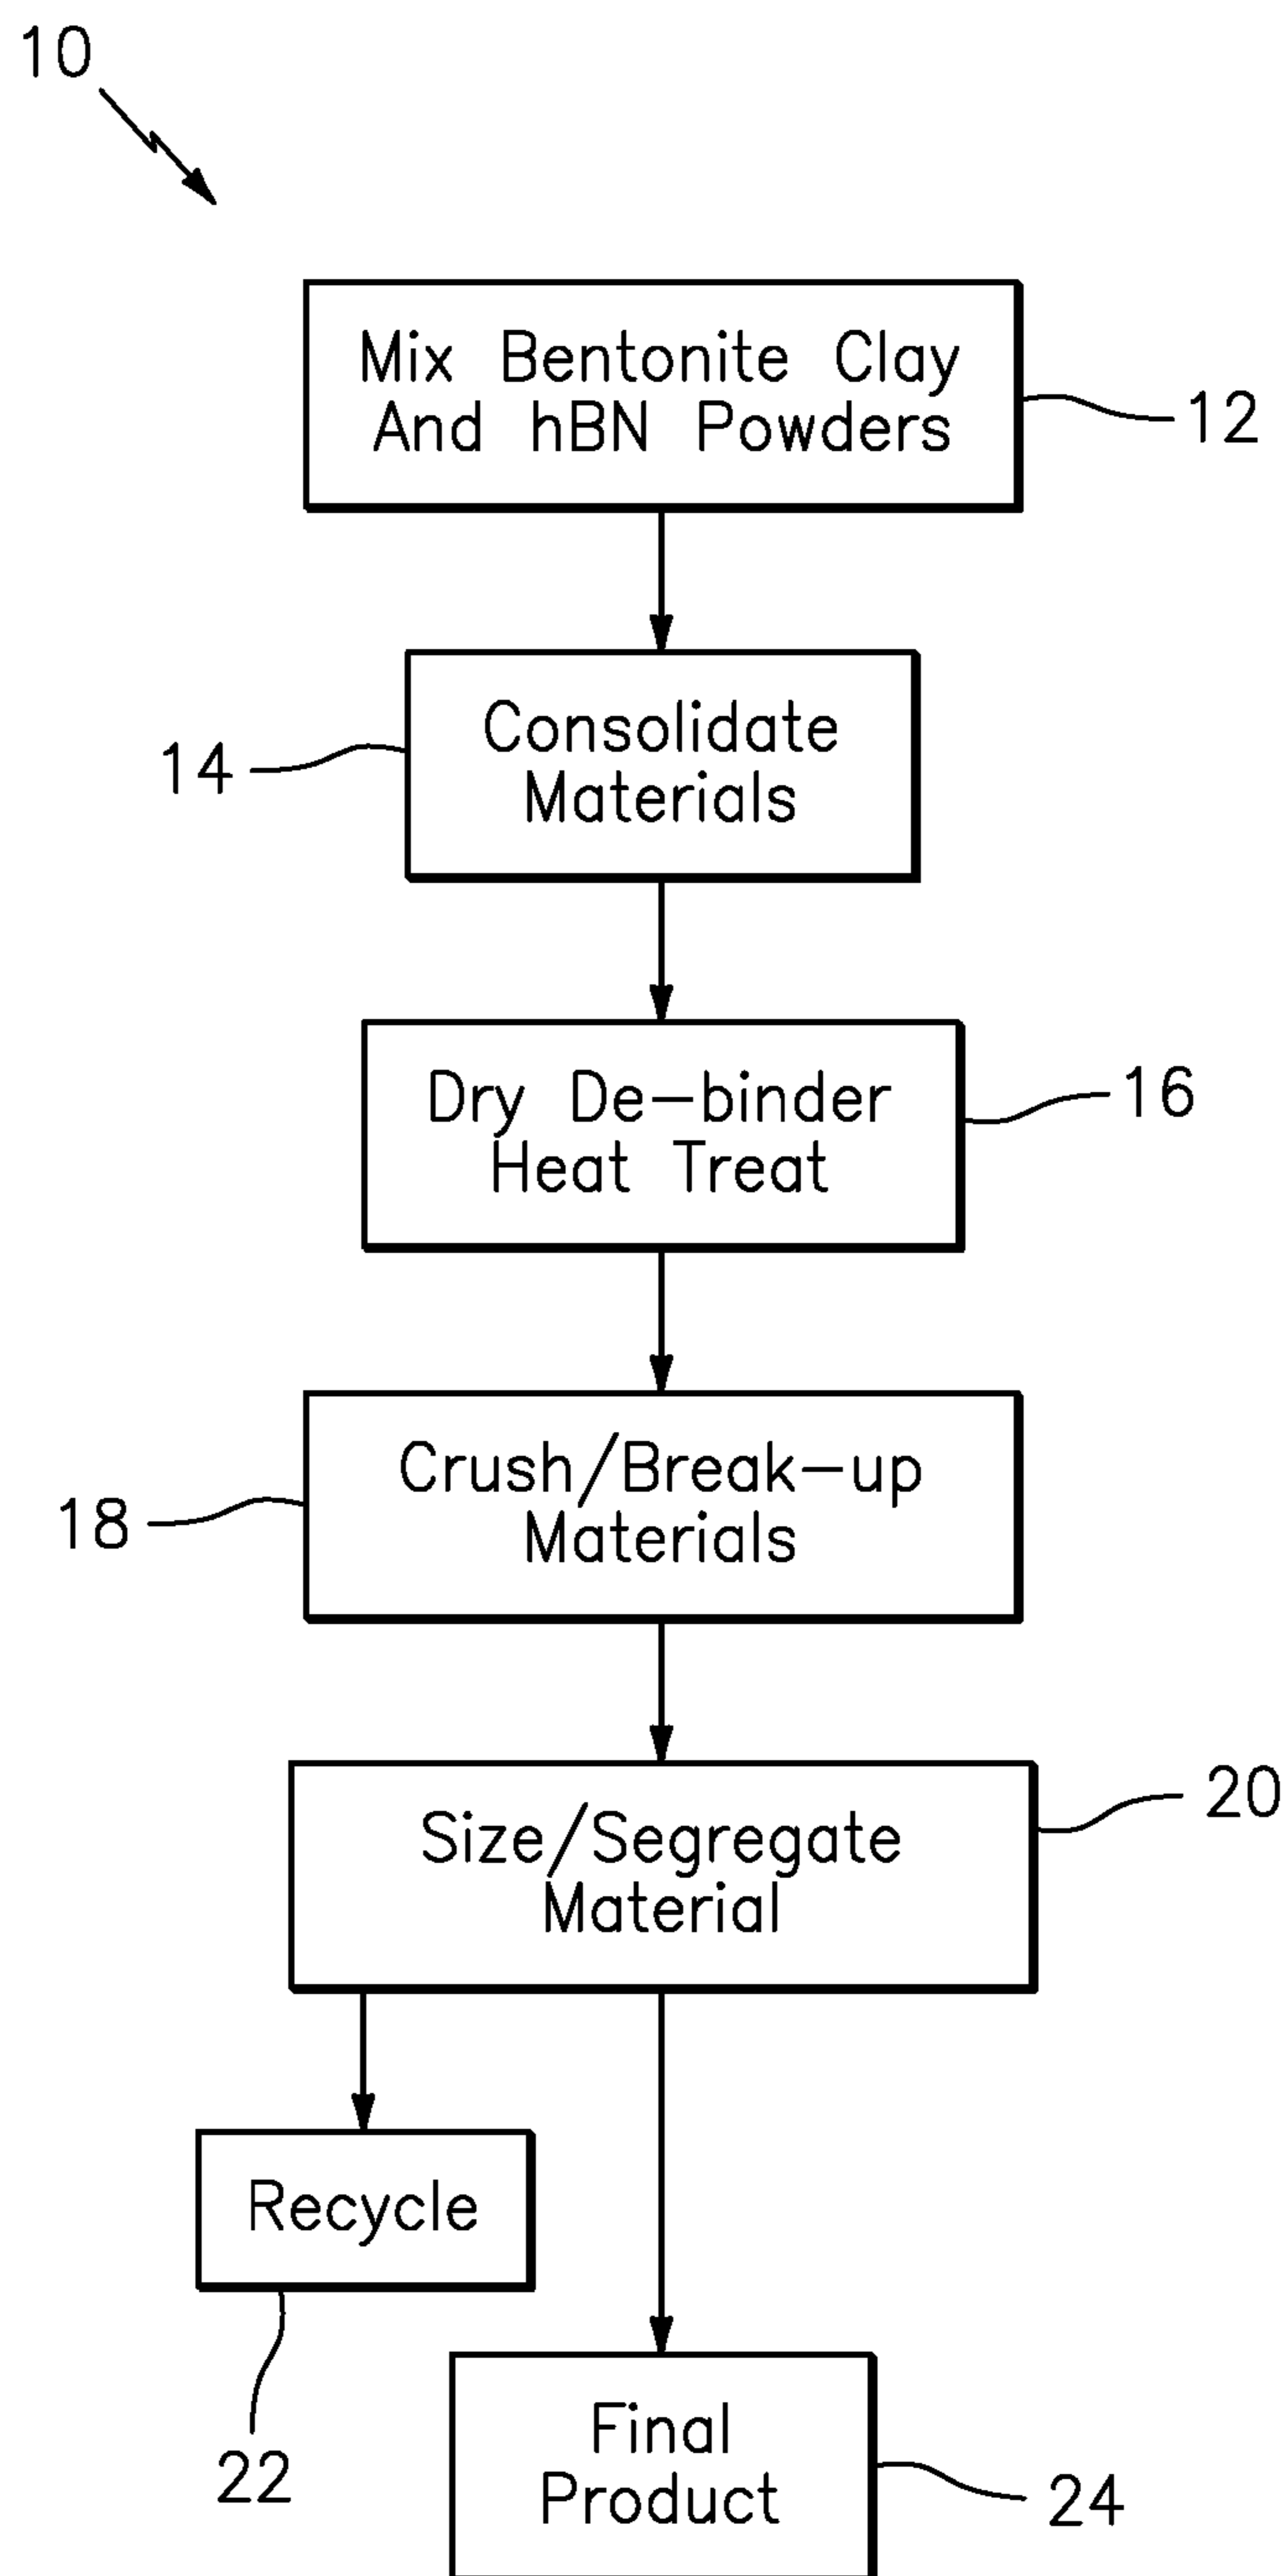 10
Mix Bentonite Clay
And hBN Powders
12
Consolidate
Materials
14
Dry De-binder
Heat Treat
16
Crush/Break-up
Materials
18
Size/Segregate
Material
20
Recycle
22
Final
Product
24